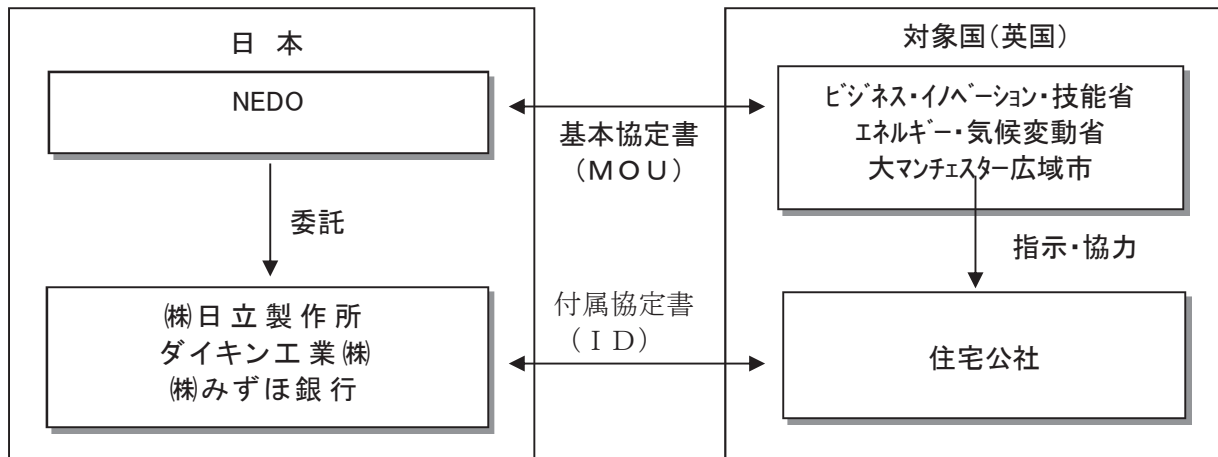 日 本
NEDO
委託
㈱日立製作所
ダイキン工業㈱
㈱みずほ銀行
基本協定書
(MOU)
付属協定書
(ID)
対象国(英国)
ビジネス・イノベーション・技能省
エネルギー・気候変動省
大マンチェスター広域市
指示・協力
住宅公社